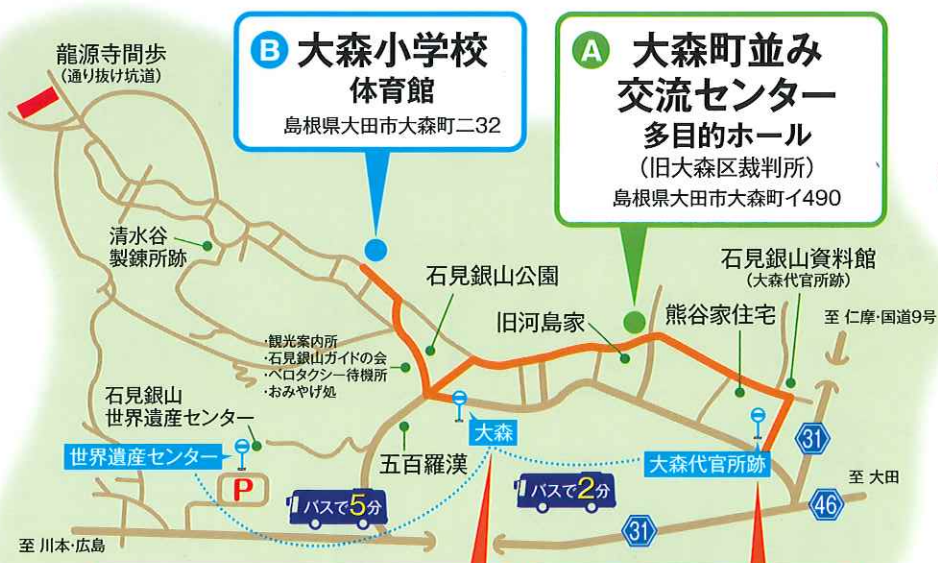 龍源寺間歩
(通り抜け坑道)
B 大森小学校
体育館
島根県大田市大森町ニ32
A 大森町並み
交流センター
多目的ホール
(旧大森区裁判所)
島根県大田市大森町イ490
清水谷
製錬所跡
石見銀山公園
旧河島家
熊谷家住宅
石見銀山資料館
(大森代官所跡)
至 仁摩・国道9号
・観光案内所
・石見銀山ガイドの会
・ベロタクシー待機所
・おみやげ処
石見銀山
世界遺産センター
世界遺産センター
P
五百羅漢
大森
大森代官所跡
バスで5分
バスで2分
31
至 大田
46
31
至 川本・広島